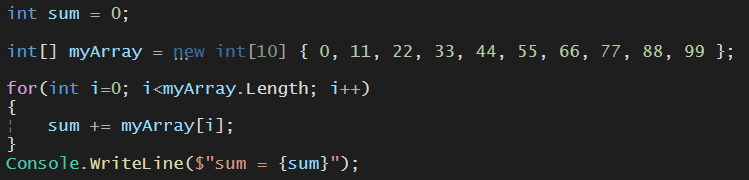 int sum = 0;
int[] myArray = new int[10] { 0, 11, 22, 33, 44, 55, 66, 77, 88, 99 };
for(int i=0; i<myArray.Length; i++)
{
    sum += myArray[i];
}
Console.WriteLine($"sum = {sum}");